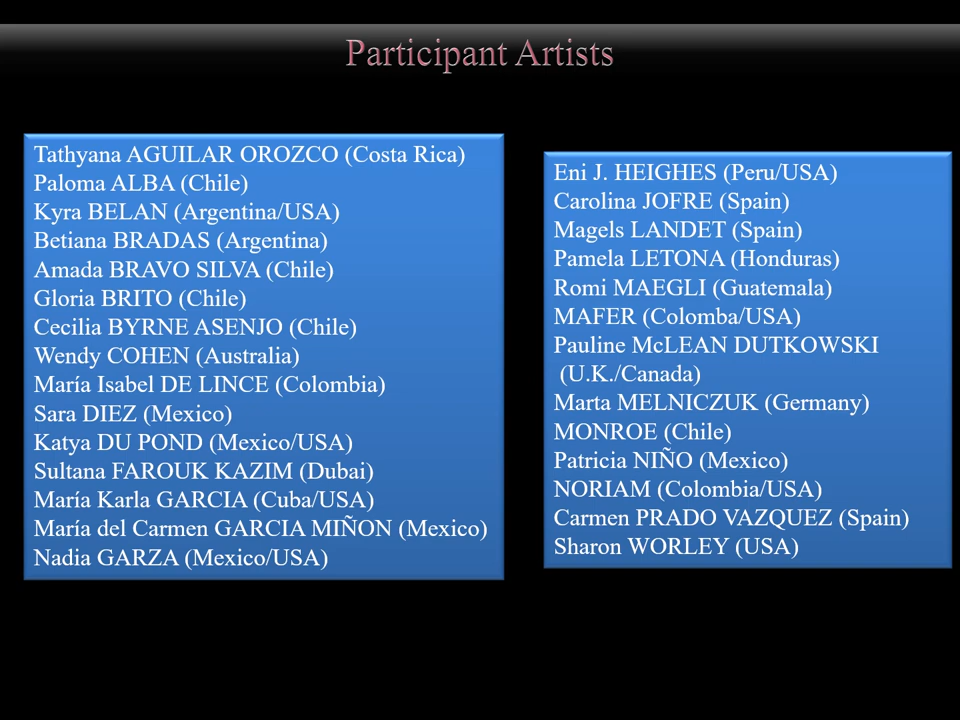 Participant Artists
Tathyana AGUILAR OROZCO (Costa Rica)
Paloma ALBA (Chile)
Kyra BELAN (Argentina/USA)
Betiana BRADAS (Argentina)
Amada BRAVO SILVA (Chile)
Gloria BRITO (Chile)
Cecilia BYRNE ASENJO (Chile)
Wendy COHEN (Australia)
María Isabel DE LINCE (Colombia)
Sara DIEZ (Mexico)
Katya DU POND (Mexico/USA)
Sultana FAROUK KAZIM (Dubai)
María Karla GARCIA (Cuba/USA)
María del Carmen GARCIA MIÑON (Mexico)
Nadia GARZA (Mexico/USA)
Eni J. HEIGHES (Peru/USA)
Carolina JOFRE (Spain)
Magels LANDET (Spain)
Pamela LETONA (Honduras)
Romi MAEGLI (Guatemala)
MAFER (Colomba/USA)
Pauline McLEAN DUTKOWSKI
(U.K./Canada)
Marta MELNICZUK (Germany)
MONROE (Chile)
Patricia NIÑO (Mexico)
NORIAM (Colombia/USA)
Carmen PRADO VAZQUEZ (Spain)
Sharon WORLEY (USA)